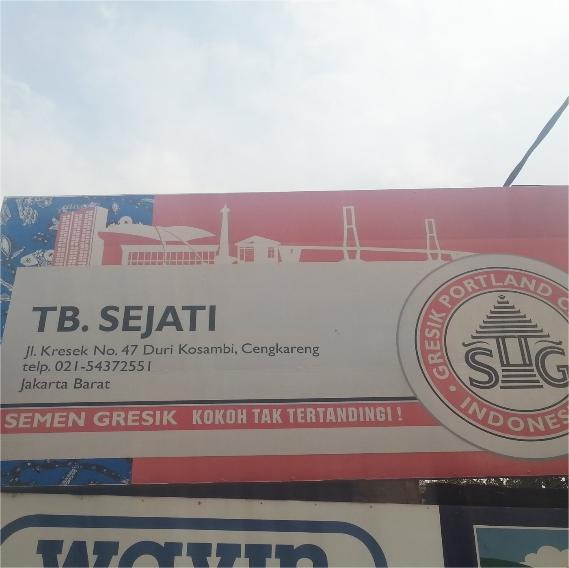 TB. SEJATI
Jl. Kresek No. 47 Duri Kosambi, Cengkareng
telp. 021-54372551
Jakarta Barat
SEMEN GRESIK KOKOH TAK TERTANDINGI !
GRESIK PORTLAND
SG
INDONES
wavin